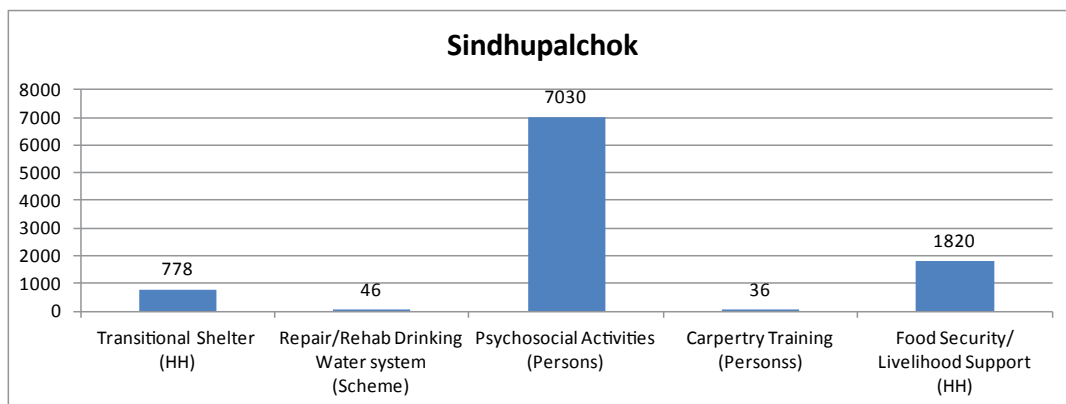 Sindhupalchok
8000
7000
6000
5000
4000
3000
2000
1000
0
778
46
7030
36
1820
Transitional Shelter
(HH)
Repair/Rehab Drinking
Water system
(Scheme)
Psychosocial Activities
(Persons)
Carpertry Training
(Personss)
Food Security/
Livelihood Support
(HH)